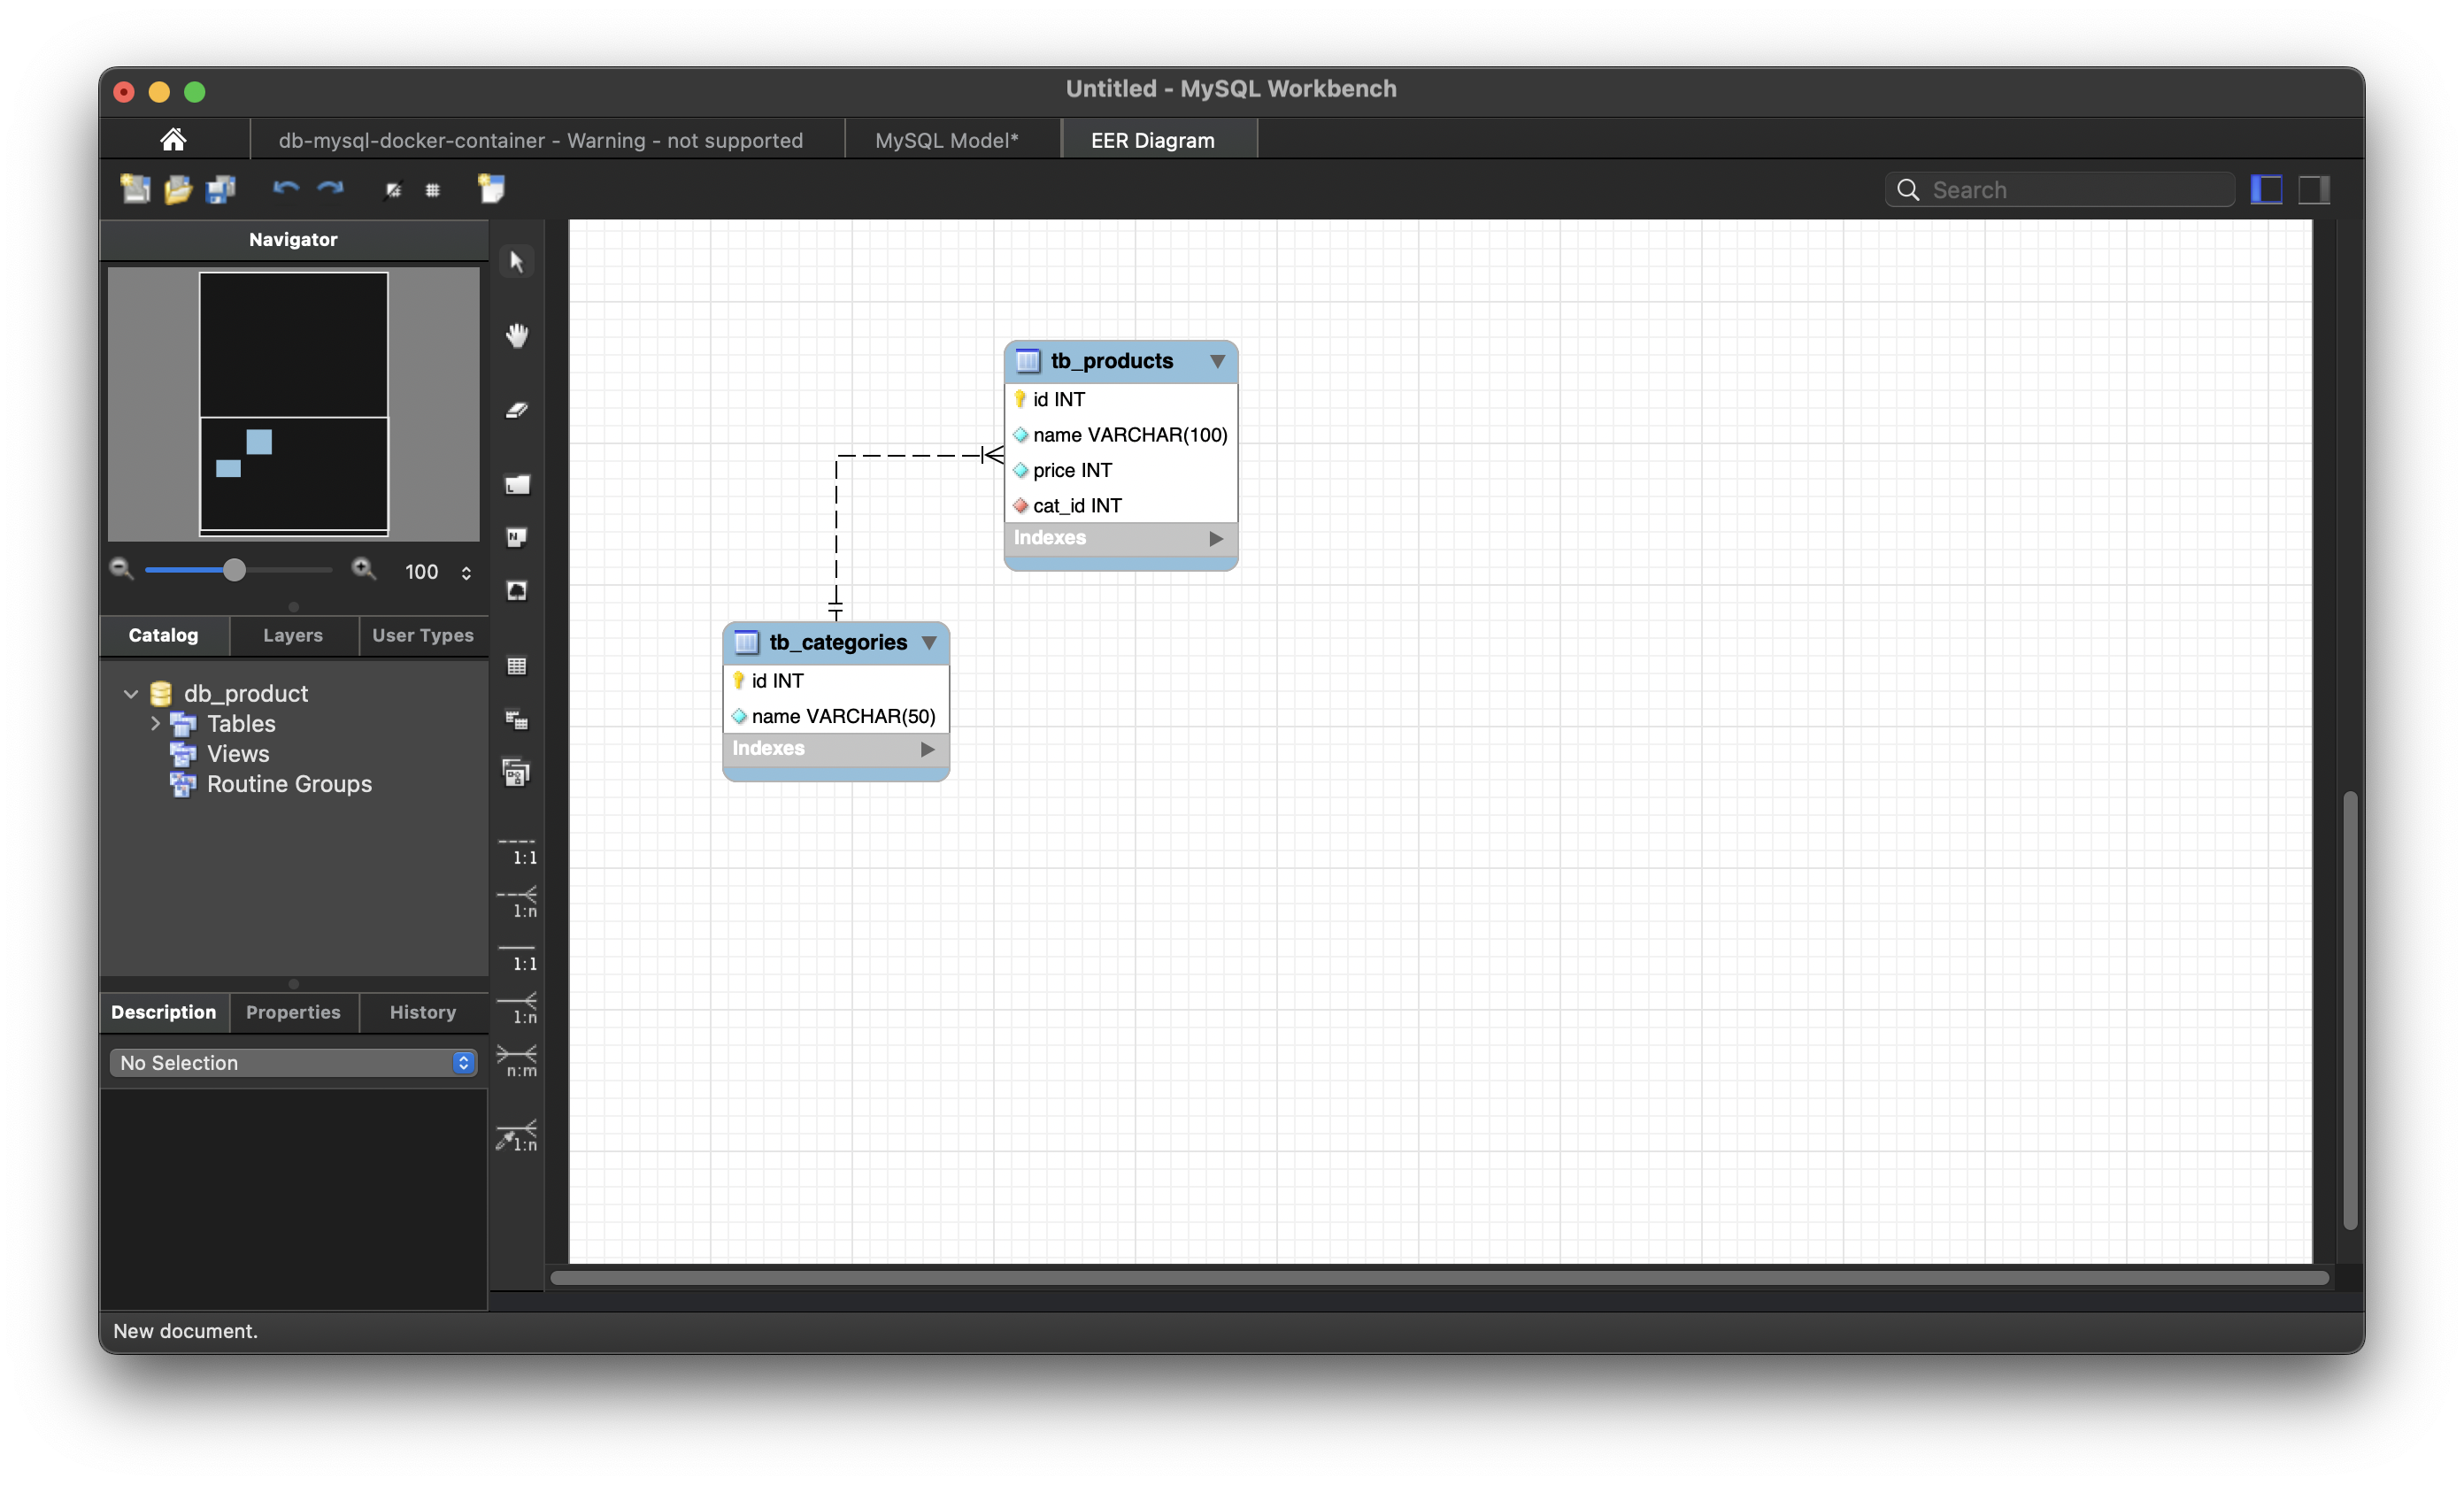 Untitled - MySQL Workbench
db-mysql-docker-container - Warning - not supported
MySQL Model*
EER Diagram
Search
Navigator
100
Catalog
Layers
User Types
db_product
Tables
Views
Routine Groups
Description
Properties
History
No Selection
L
N
1:1
1:n
1:1
1:n
n:m
1:n
tb_products
id INT
name VARCHAR(100)
price INT
cat_id INT
Indexes
tb_categories
id INT
name VARCHAR(50)
Indexes
New document.